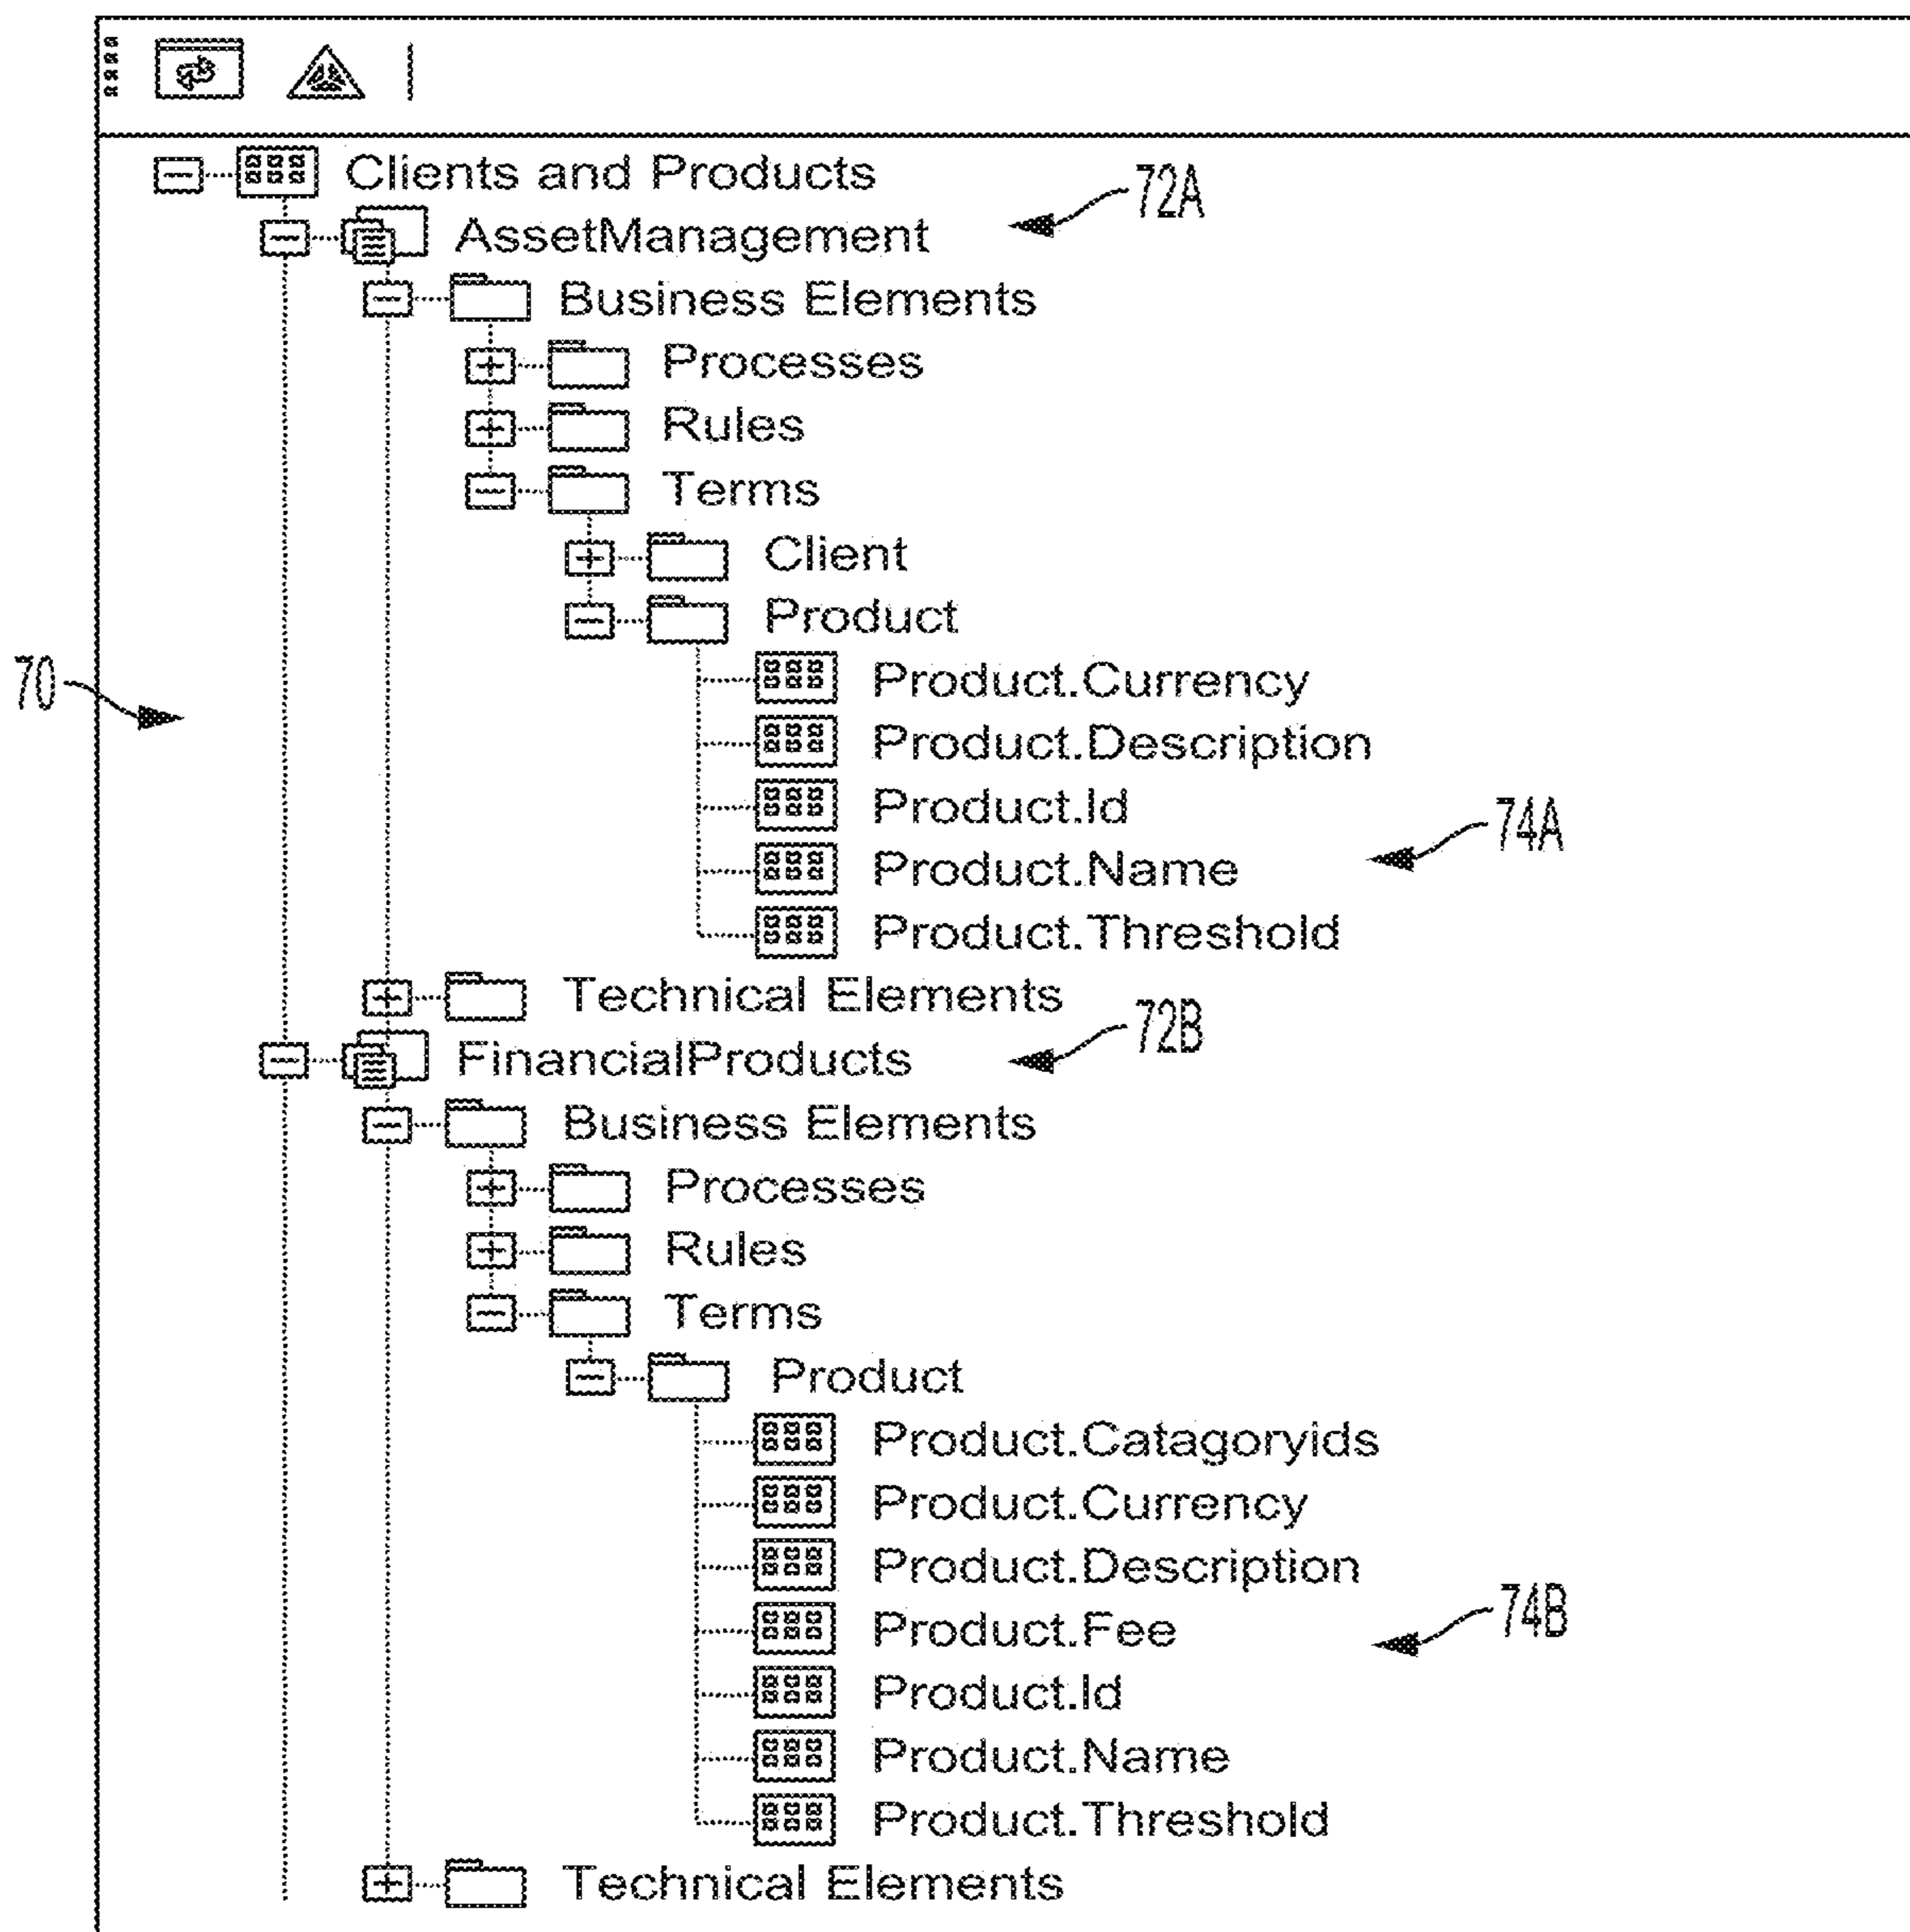 Clients and Products
72A
AssetManagement
Business Elements
Processes
Rules
Terms
Client
Product
70
Product.Currency
Product.Description
Product.Id
74A
Product.Name
Product.Threshold
Technical Elements
72B
FinancialProducts
Business Elements
Processes
Rules
Terms
Product
Product.Catagoryids
Product.Currency
Product.Description
74B
Product.Fee
Product.Id
Product.Name
Product.Threshold
Technical Elements